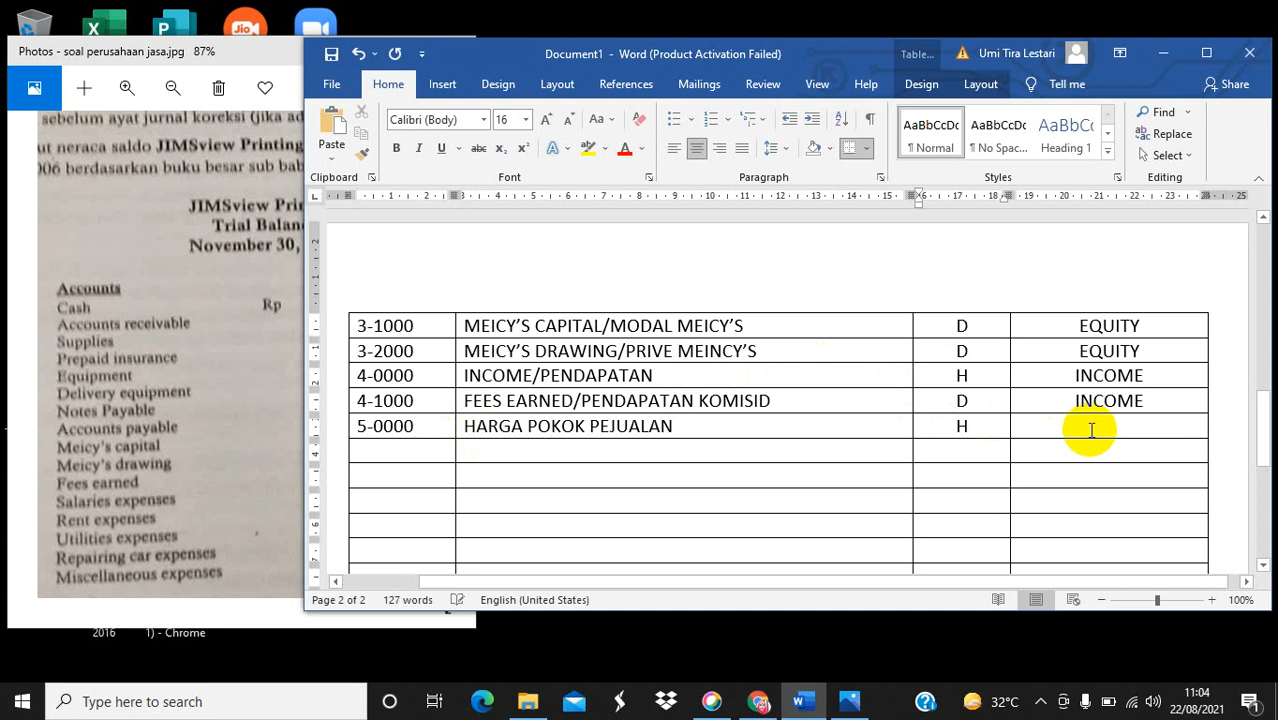 Photos - soal perusahaan jasa.jpg 87%
sebelum ayat jurnal koreksi (jika ad
ut neraca saldo JIMSview Printing
006 berdasarkan buku besar sub bab
JIMSview Prin
Trial Balan
November 30,
Accounts
Cash Rp
Accounts receivable
Supplies
Prepaid insurance
Equipment
Delivery equipment
Notes Payable
Accounts payable
Meicy's capital
Meicy's drawing
Fees earned
Salaries expenses
Rent expenses
Utilities expenses
Repairing car expenses
Miscellaneous expenses
2016 1) - Chrome
Document1 - Word (Product Activation Failed)
Table...
Umi Tira Lestari
File Home Insert Design Layout References Mailings Review View Help Design Layout Tell me Share
Paste
Calibri (Body) 16
AaBbCcDc AaBbCcDc AaBbCcD
¶ Normal ¶ No Spac... Heading 1
Find
Replace
Select
Clipboard Font Paragraph Styles Editing
3-1000 MEICY'S CAPITAL/MODAL MEICY'S D EQUITY
3-2000 MEICY'S DRAWING/PRIVE MEINCY'S D EQUITY
4-0000 INCOME/PENDAPATAN H INCOME
4-1000 FEES EARNED/PENDAPATAN KOMISID D INCOME
5-0000 HARGA POKOK PEJUALAN H
Page 2 of 2 127 words English (United States) 100%
Type here to search
32°C
11:04
22/08/2021